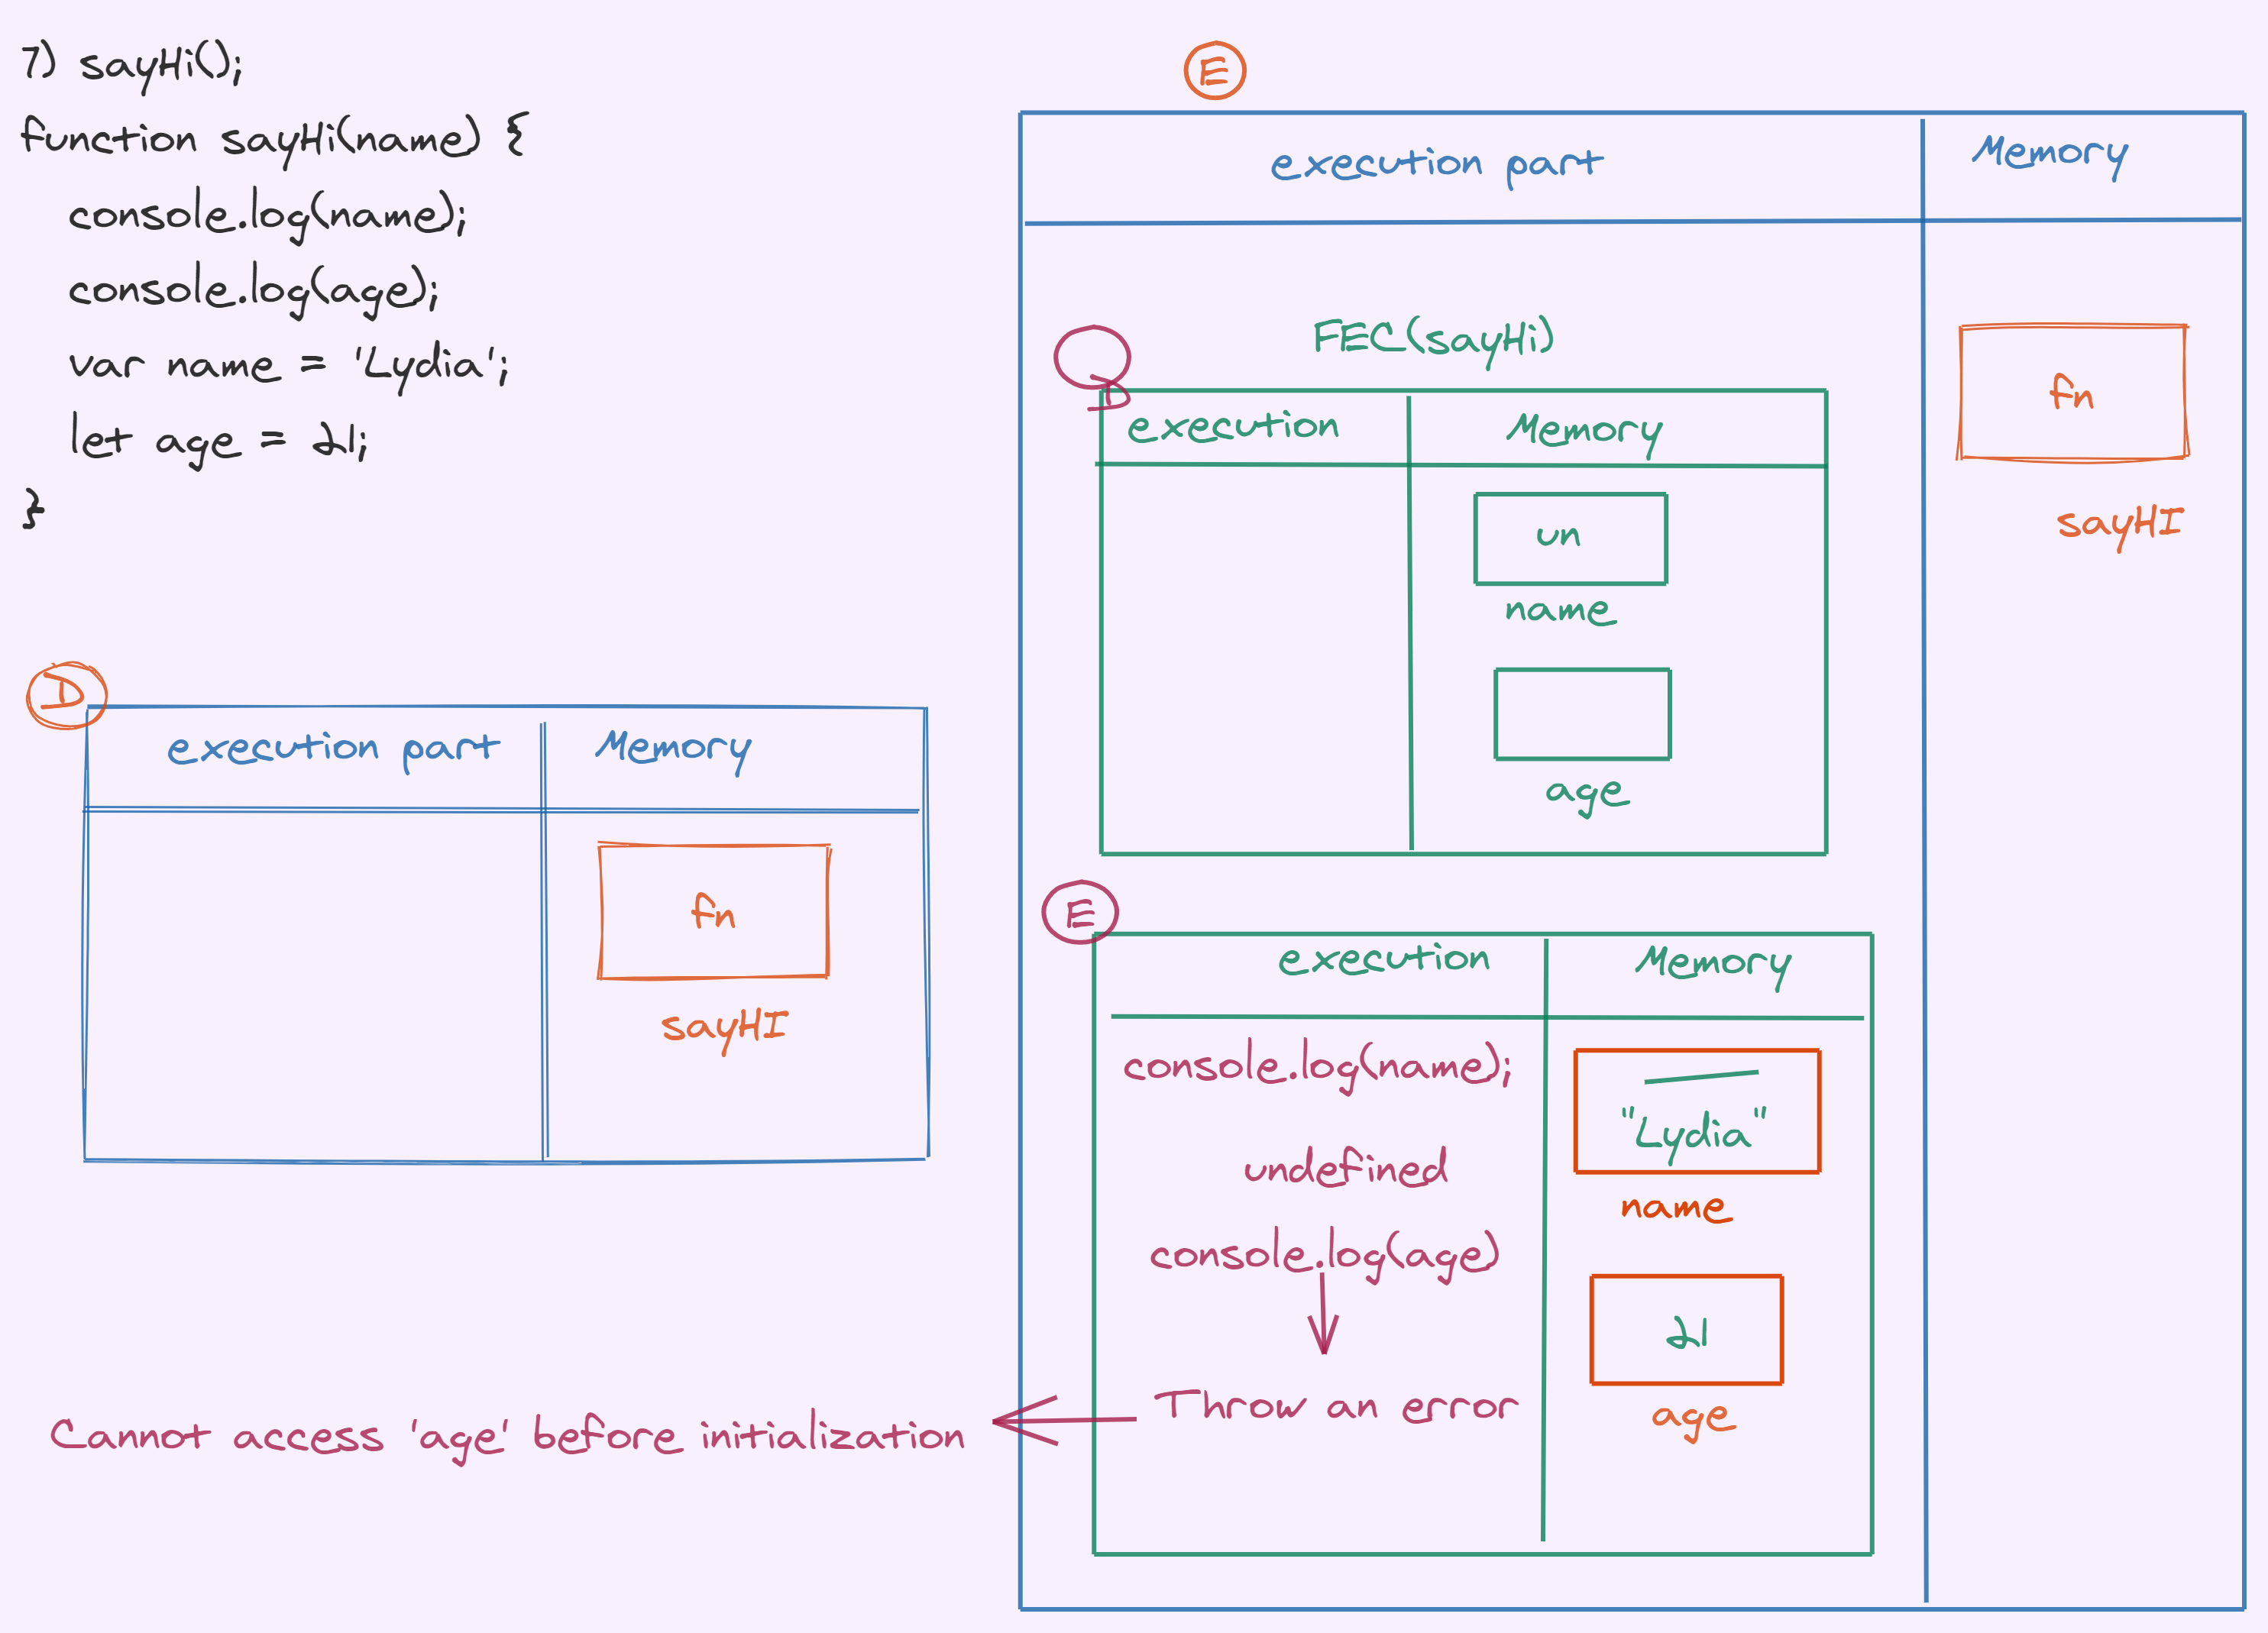 7) sayHi();
function sayHi(name) {
console.log(name);
console.log(age);
var name = 'Lydia';
let age = 21;
}
D
execution part
Memory
fn
sayHI
E
execution part
Memory
fn
sayHI
FEC(sayHi)
D
execution
Memory
un
name
age
E
execution
Memory
console.log(name);
undefined
console.log(age)
Throw an error
"Lydia"
name
21
age
Cannot access 'age' before initialization